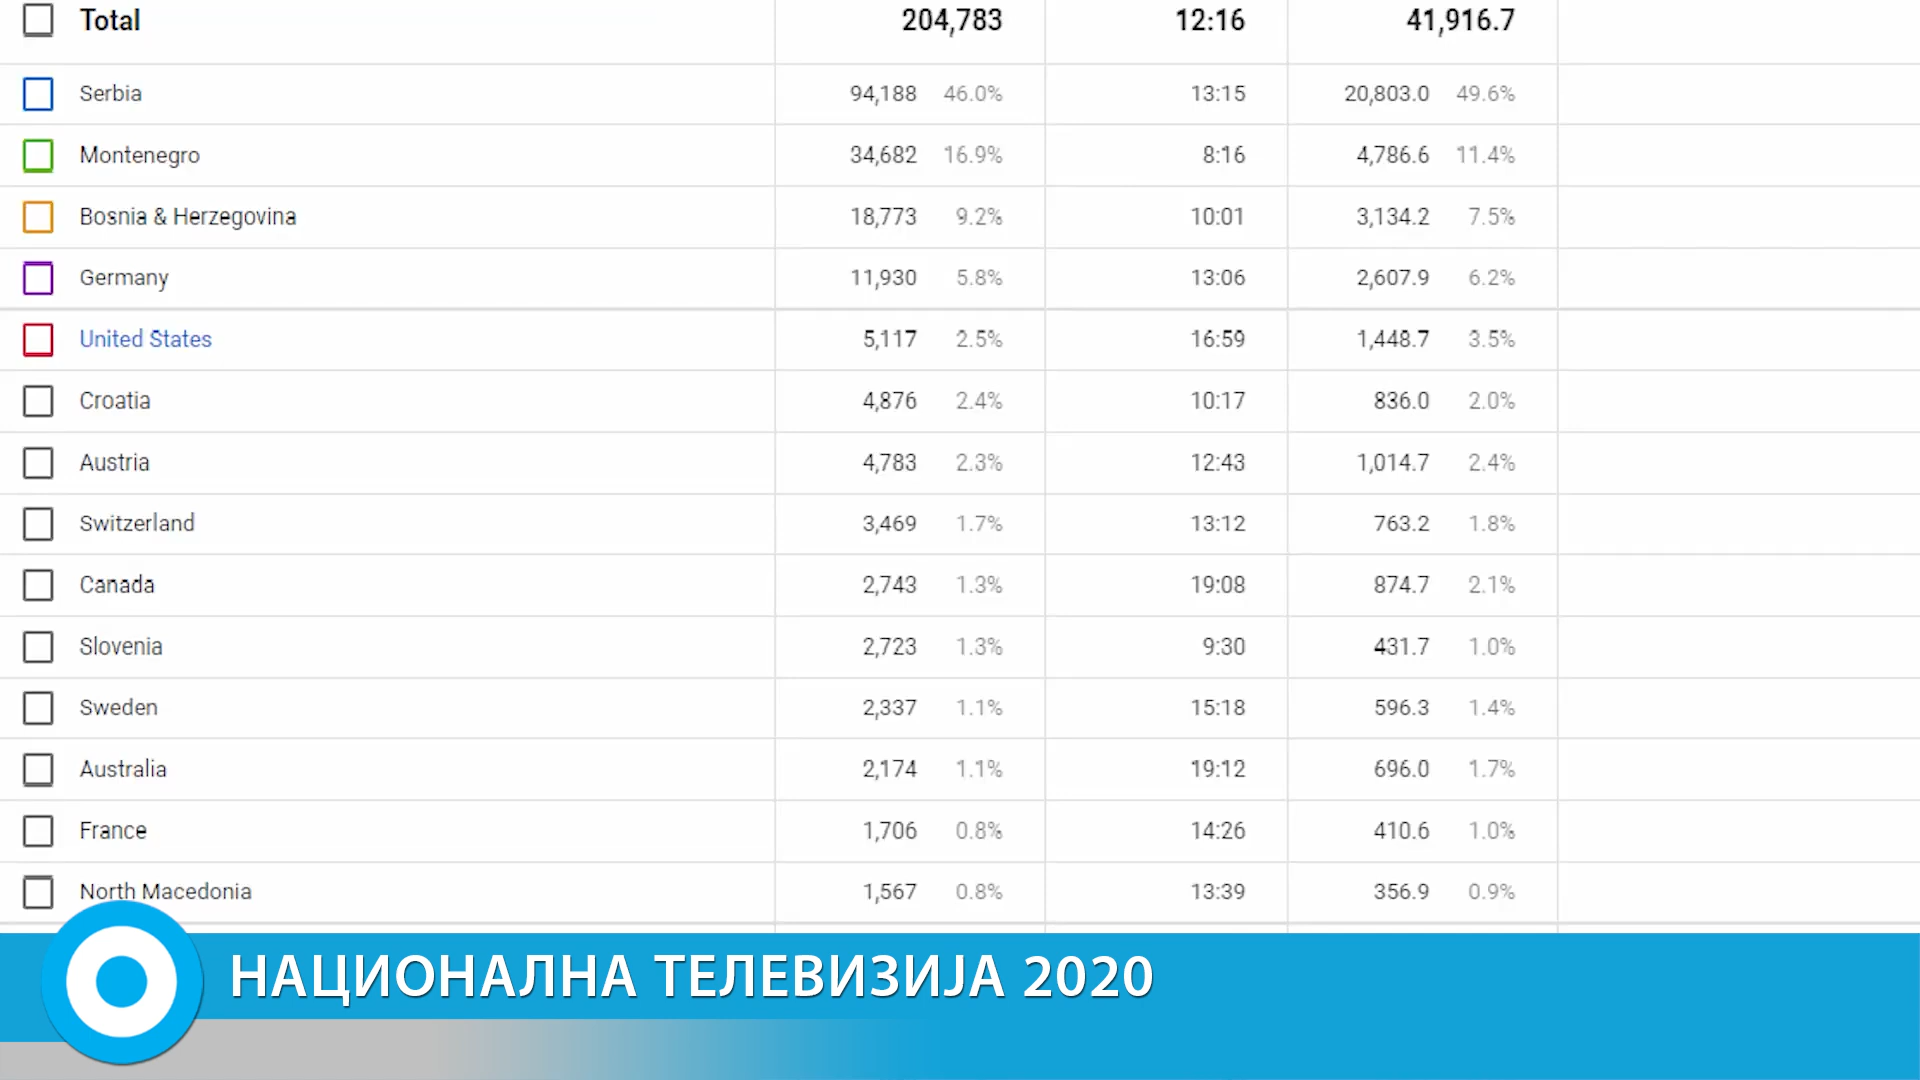 Total 204,783 12:16 41,916.7
Serbia 94,188 46.0% 13:15 20,803.0 49.6%
Montenegro 34,682 16.9% 8:16 4,786.6 11.4%
Bosnia & Herzegovina 18,773 9.2% 10:01 3,134.2 7.5%
Germany 11,930 5.8% 13:06 2,607.9 6.2%
United States 5,117 2.5% 16:59 1,448.7 3.5%
Croatia 4,876 2.4% 10:17 836.0 2.0%
Austria 4,783 2.3% 12:43 1,014.7 2.4%
Switzerland 3,469 1.7% 13:12 763.2 1.8%
Canada 2,743 1.3% 19:08 874.7 2.1%
Slovenia 2,723 1.3% 9:30 431.7 1.0%
Sweden 2,337 1.1% 15:18 596.3 1.4%
Australia 2,174 1.1% 19:12 696.0 1.7%
France 1,706 0.8% 14:26 410.6 1.0%
North Macedonia 1,567 0.8% 13:39 356.9 0.9%
НАЦИОНАЛНА ТЕЛЕВИЗИЈА 2020